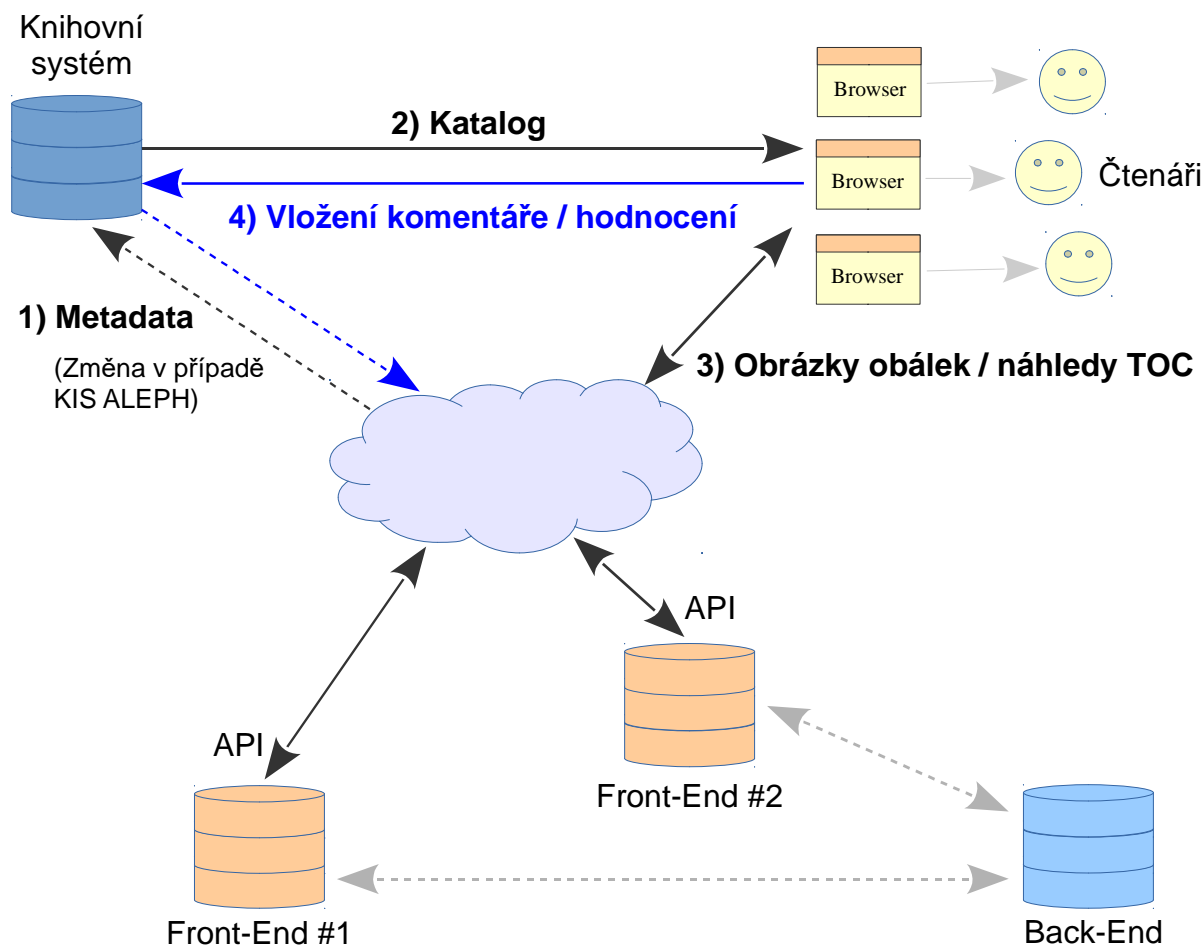 Knihovní
systém
2) Katalog
Browser
Browser
Čtenáři
4) Vložení komentáře / hodnocení
Browser
1) Metadata
(Změna v případě
KIS ALEPH)
3) Obrázky obálek / náhledy TOC
API
API
Front-End #2
Front-End #1
Back-End